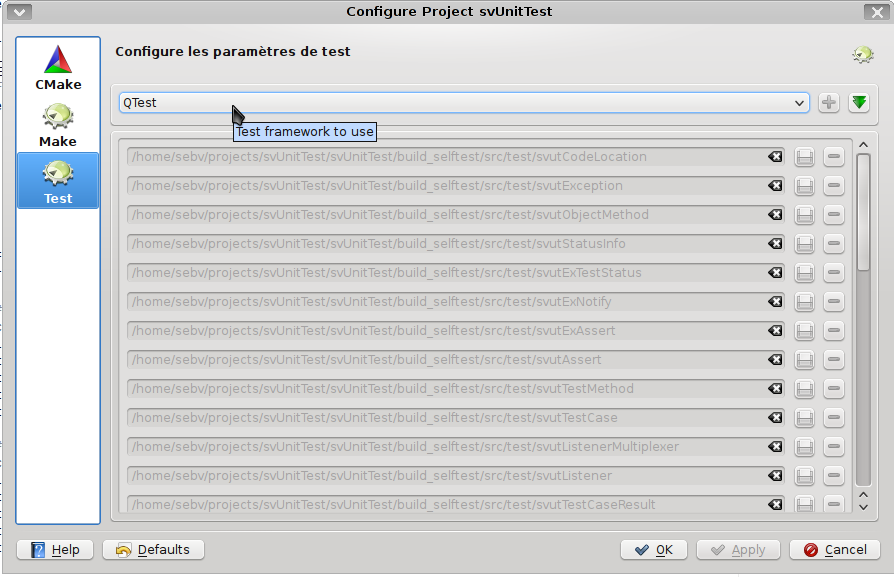 Configure Project svUnitTest
CMake
Make
Test
Configure les paramètres de test
QTest
Test framework to use
/home/sebv/projects/svUnitTest/svUnitTest/build_selftest/src/test/svutCodeLocation
/home/sebv/projects/svUnitTest/svUnitTest/build_selftest/src/test/svutException
/home/sebv/projects/svUnitTest/svUnitTest/build_selftest/src/test/svutObjectMethod
/home/sebv/projects/svUnitTest/svUnitTest/build_selftest/src/test/svutStatusInfo
/home/sebv/projects/svUnitTest/svUnitTest/build_selftest/src/test/svutExTestStatus
/home/sebv/projects/svUnitTest/svUnitTest/build_selftest/src/test/svutExNotify
/home/sebv/projects/svUnitTest/svUnitTest/build_selftest/src/test/svutExAssert
/home/sebv/projects/svUnitTest/svUnitTest/build_selftest/src/test/svutAssert
/home/sebv/projects/svUnitTest/svUnitTest/build_selftest/src/test/svutTestMethod
/home/sebv/projects/svUnitTest/svUnitTest/build_selftest/src/test/svutTestCase
/home/sebv/projects/svUnitTest/svUnitTest/build_selftest/src/test/svutListenerMultiplexer
/home/sebv/projects/svUnitTest/svUnitTest/build_selftest/src/test/svutListener
/home/sebv/projects/svUnitTest/svUnitTest/build_selftest/src/test/svutTestCaseResult
Help
Defaults
OK
Apply
Cancel